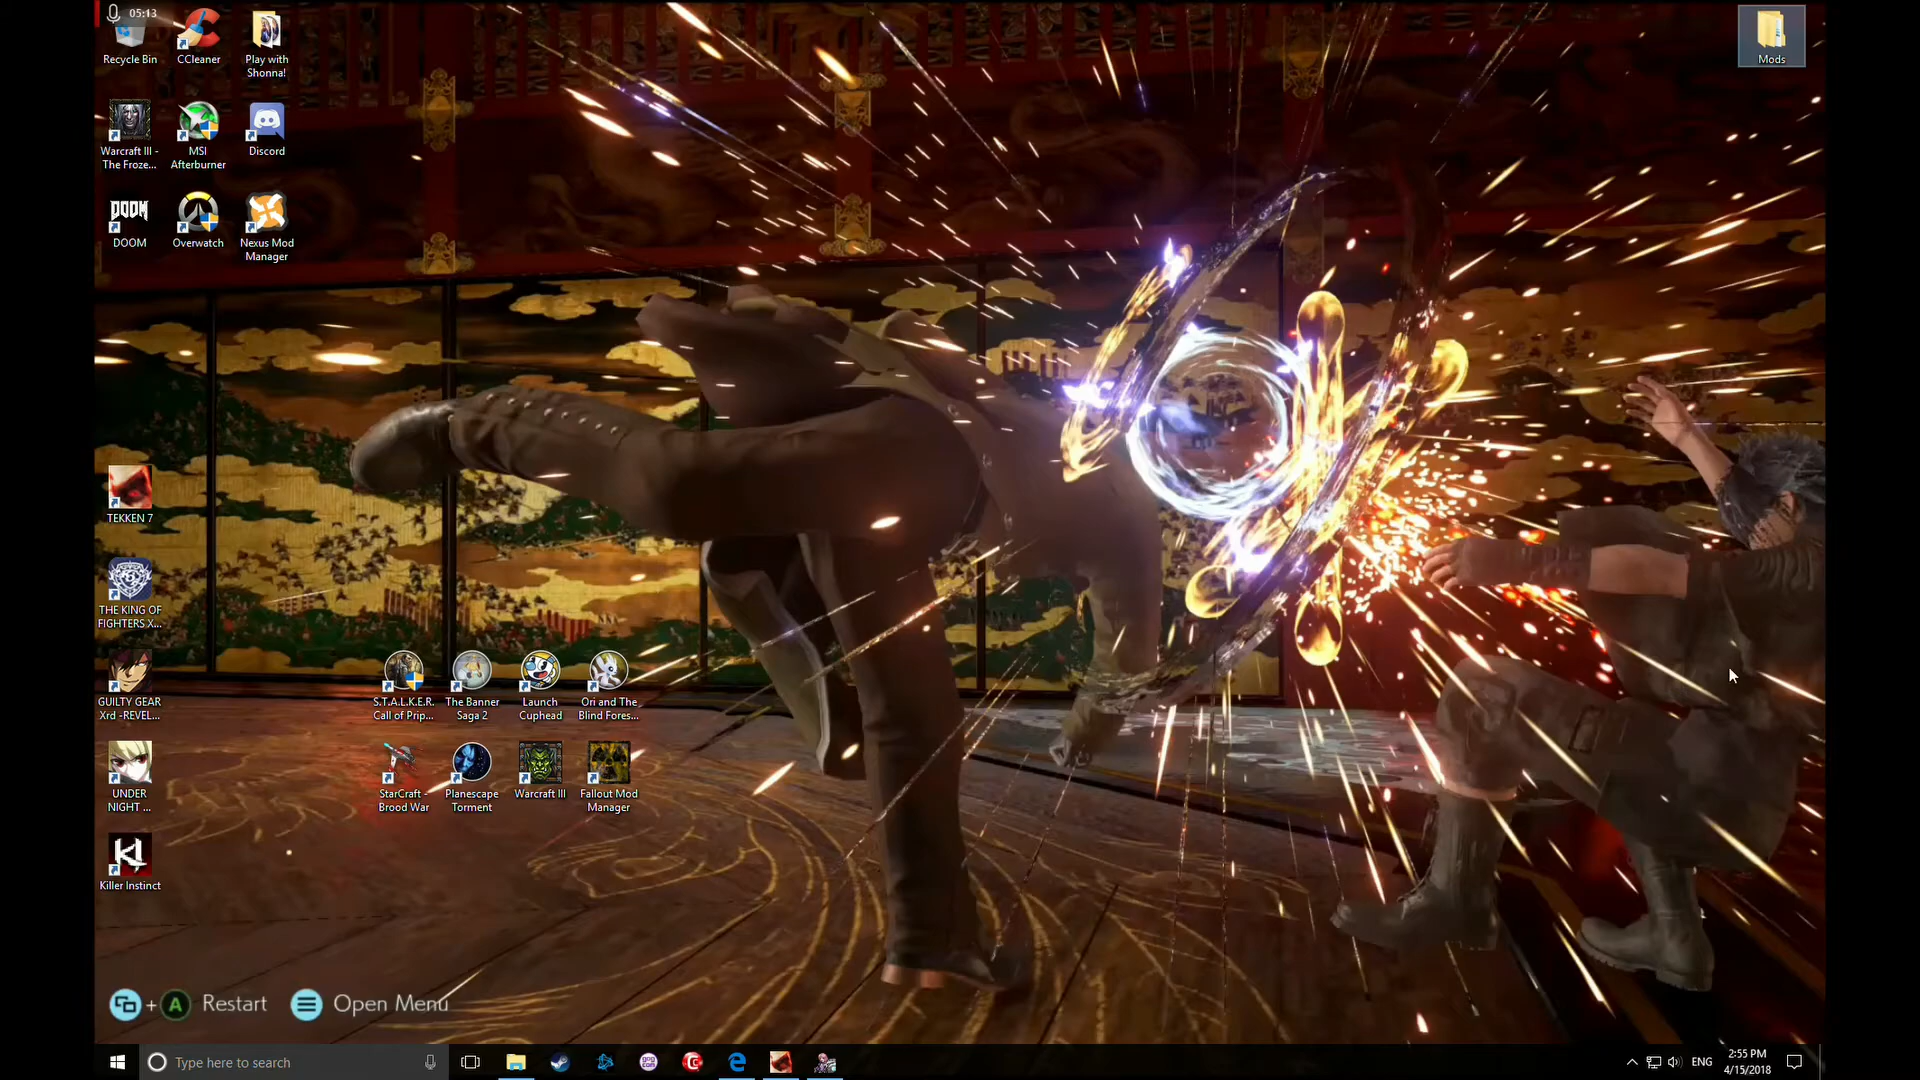 05:13
Recycle Bin
CCleaner
Play with
Shonna!
Mods
Warcraft III -
The Froze...
MSI
Afterburner
Discord
DOOM
DOOM
Overwatch
Nexus Mod
Manager
TEKKEN 7
THE KING OF
FIGHTERS X...
GUILTY GEAR
Xrd -REVEL...
S.T.A.L.K.E.R.
Call of Prip...
The Banner
Saga 2
Launch
Cuphead
Ori and The
Blind Fores...
UNDER
NIGHT ...
StarCraft -
Brood War
Planescape
Torment
Warcraft III
Fallout Mod
Manager
Killer Instinct
+ A Restart
Open Menu
Type here to search
ENG
2:55 PM
4/15/2018